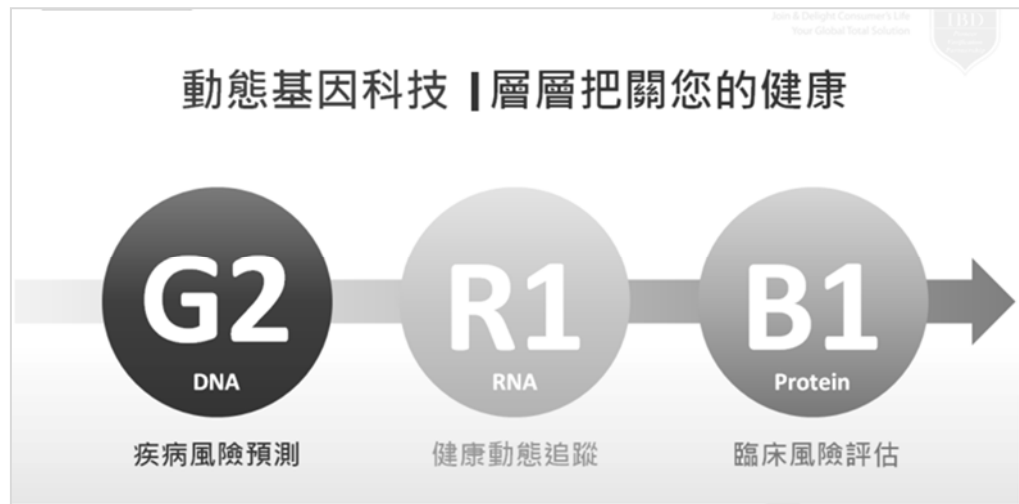 Join & Delight Consumer's Life
Your Global Total Solution
IBD
動態基因科技 | 層層把關您的健康
G2
DNA
R1
RNA
B1
Protein
疾病風險預測
健康動態追蹤
臨床風險評估